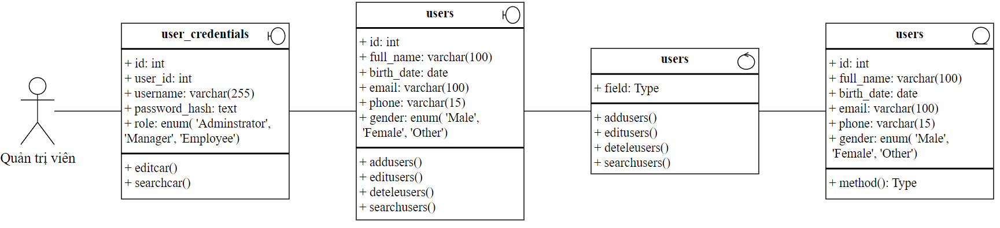 Quản trị viên
user_credentials
+ id: int
+ user_id: int
+ username: varchar(255)
+ password_hash: text
+ role: enum( 'Adminstrator',
'Manager', 'Employee')
+ editcar()
+ searchcar()
users
+ id: int
+ full_name: varchar(100)
+ birth_date: date
+ email: varchar(100)
+ phone: varchar(15)
+ gender: enum( 'Male',
'Female', 'Other')
+ addusers()
+ editusers()
+ deteleusers()
+ searchusers()
users
+ field: Type
+ addusers()
+ editusers()
+ deteleusers()
+ searchusers()
users
+ id: int
+ full_name: varchar(100)
+ birth_date: date
+ email: varchar(100)
+ phone: varchar(15)
+ gender: enum( 'Male',
'Female', 'Other')
+ method(): Type